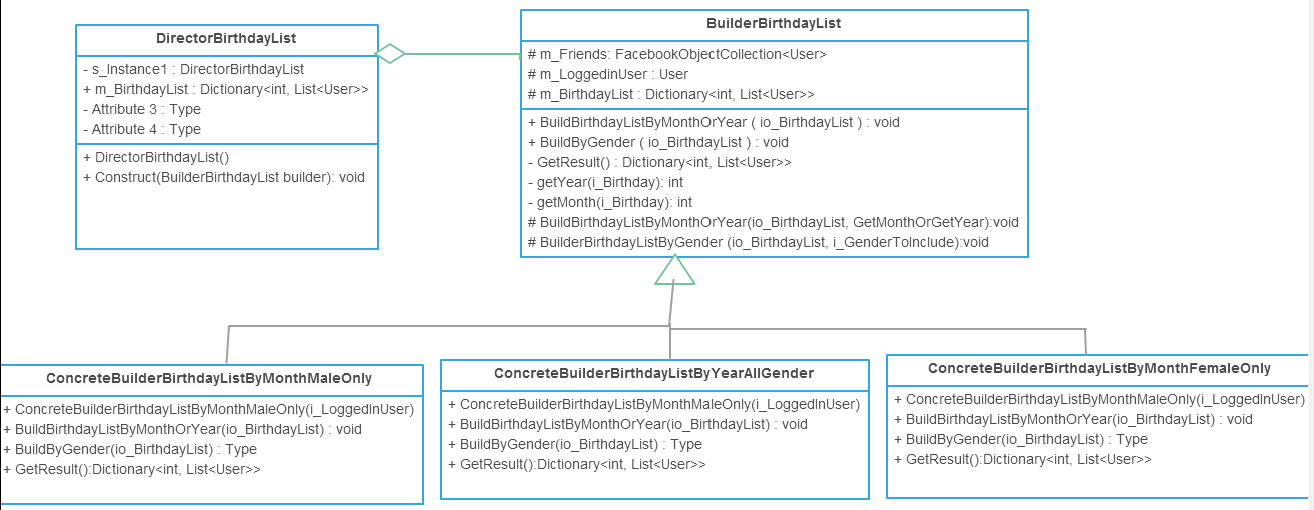 DirectorBirthdayList
- s_Instance1 : DirectorBirthdayList
+ m_BirthdayList : Dictionary<int, List<User>>
- Attribute 3 : Type
- Attribute 4 : Type
+ DirectorBirthdayList()
+ Construct(BuilderBirthdayList builder): void
BuilderBirthdayList
# m_Friends: FacebookObjectCollection<User>
# m_LoggedinUser : User
# m_BirthdayList : Dictionary<int, List<User>>
+ BuildBirthdayListByMonthOrYear ( io_BirthdayList ) : void
+ BuildByGender ( io_BirthdayList ) : void
- GetResult() : Dictionary<int, List<User>>
- getYear(i_Birthday): int
- getMonth(i_Birthday): int
# BuildBirthdayListByMonthOrYear(io_BirthdayList, GetMonthOrGetYear):void
# BuilderBirthdayListByGender (io_BirthdayList, i_GenderToInclude):void
ConcreteBuilderBirthdayListByMonthMaleOnly
+ ConcreteBuilderBirthdayListByMonthMaleOnly(i_LoggedInUser)
+ BuildBirthdayListByMonthOrYear(io_BirthdayList) : void
+ BuildByGender(io_BirthdayList) : Type
+ GetResult():Dictionary<int, List<User>>
ConcreteBuilderBirthdayListByYearAllGender
+ ConcreteBuilderBirthdayListByMonthMaleOnly(i_LoggedInUser)
+ BuildBirthdayListByMonthOrYear(io_BirthdayList) : void
+ BuildByGender(io_BirthdayList) : Type
+ GetResult():Dictionary<int, List<User>>
ConcreteBuilderBirthdayListByMonthFemaleOnly
+ ConcreteBuilderBirthdayListByMonthMaleOnly(i_LoggedInUser)
+ BuildBirthdayListByMonthOrYear(io_BirthdayList) : void
+ BuildByGender(io_BirthdayList) : Type
+ GetResult():Dictionary<int, List<User>>